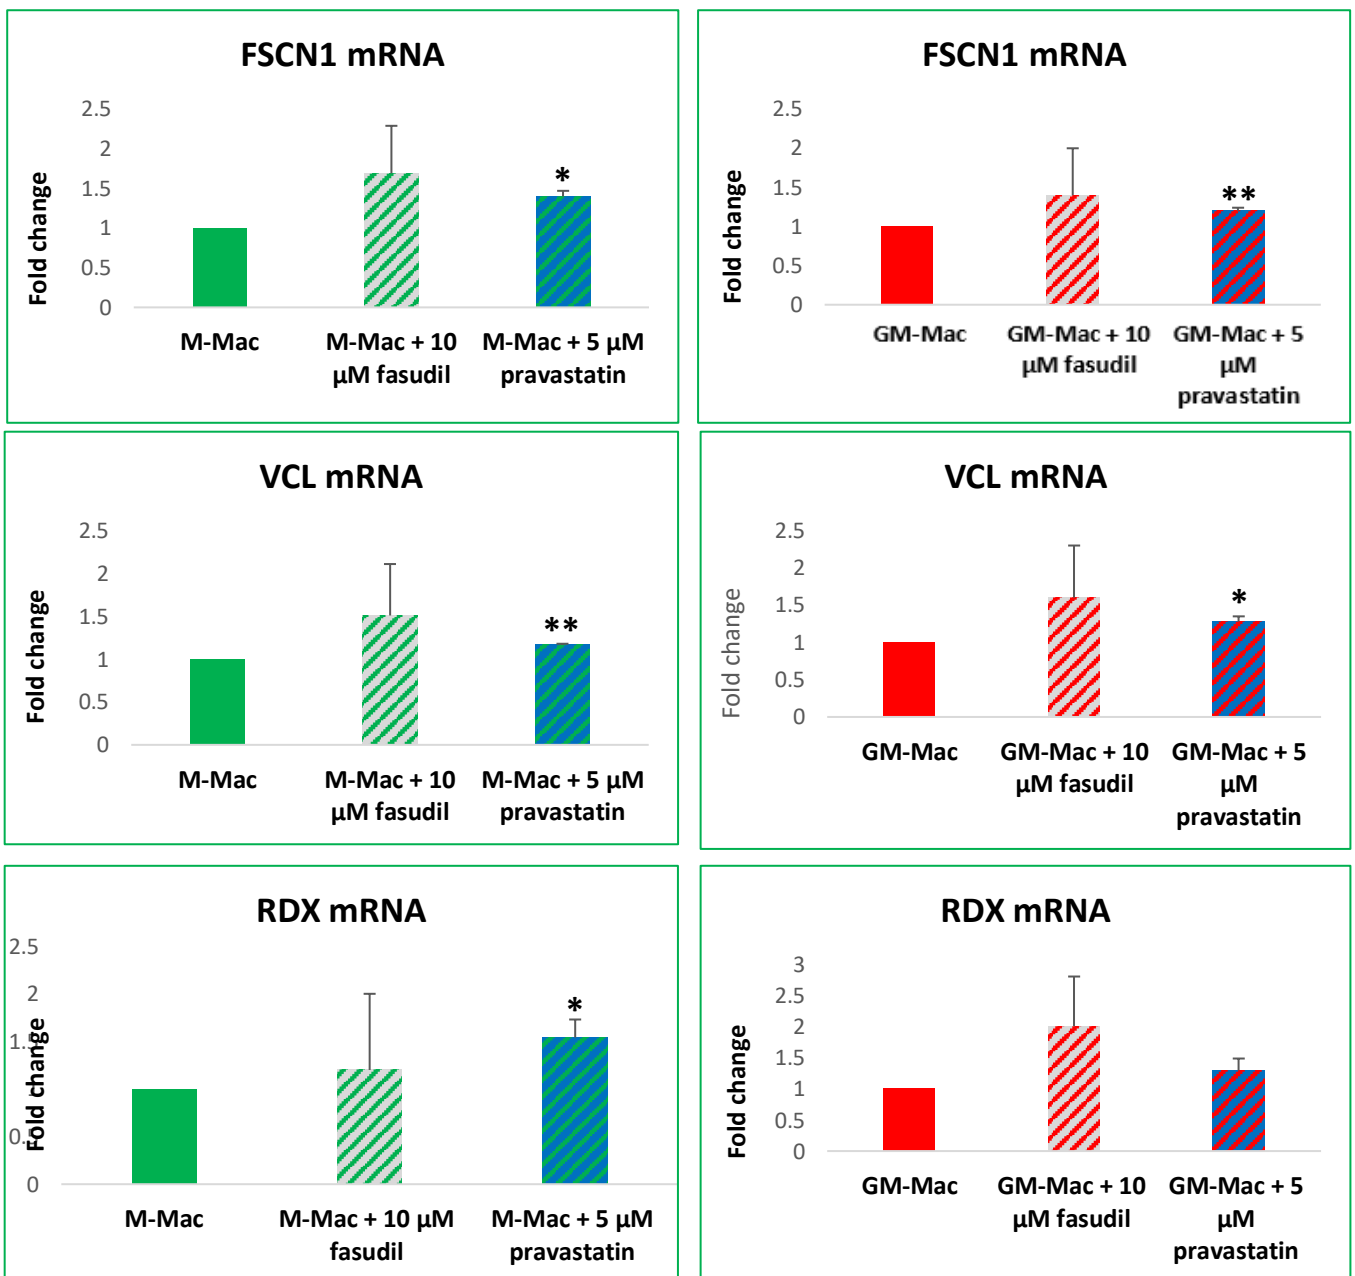 FSCN1 mRNA
Fold change
2.5
2
1.5
1
0.5
0
*
M-Mac
M-Mac + 10
µM fasudil
M-Mac + 5 µM
pravastatin
FSCN1 mRNA
Fold change
2.5
2
1.5
1
0.5
0
**
GM-Mac
GM-Mac + 10
µM fasudil
GM-Mac + 5
µM
pravastatin
VCL mRNA
Fold change
2.5
2
1.5
1
0.5
0
**
M-Mac
M-Mac + 10
µM fasudil
M-Mac + 5 µM
pravastatin
VCL mRNA
Fold change
2.5
2
1.5
1
0.5
0
*
GM-Mac
GM-Mac + 10
µM fasudil
GM-Mac + 5
µM
pravastatin
RDX mRNA
Fold change
2.5
2
1.5
0
*
M-Mac
M-Mac + 10 µM
fasudil
M-Mac + 5 µM
pravastatin
RDX mRNA
Fold change
3
2.5
2
1.5
1
0.5
0
GM-Mac
GM-Mac + 10
µM fasudil
GM-Mac + 5
µM
pravastatin